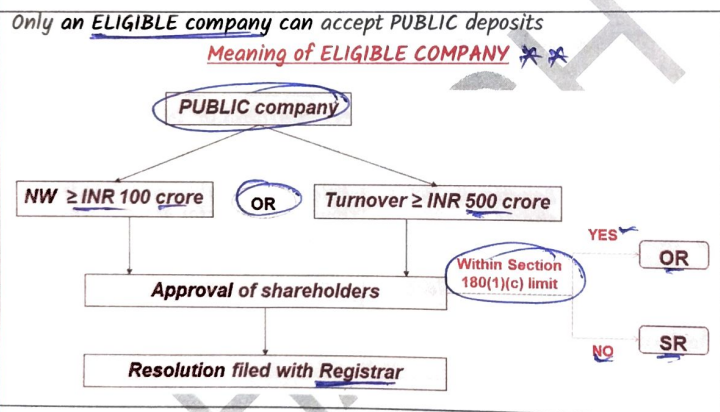 Only an ELIGIBLE company can accept PUBLIC deposits
Meaning of ELIGIBLE COMPANY
PUBLIC company
NW ≥ INR 100 crore
OR
Turnover ≥ INR 500 crore
YES
Within Section
180(1)(c) limit
OR
Approval of shareholders
NO
SR
Resolution filed with Registrar